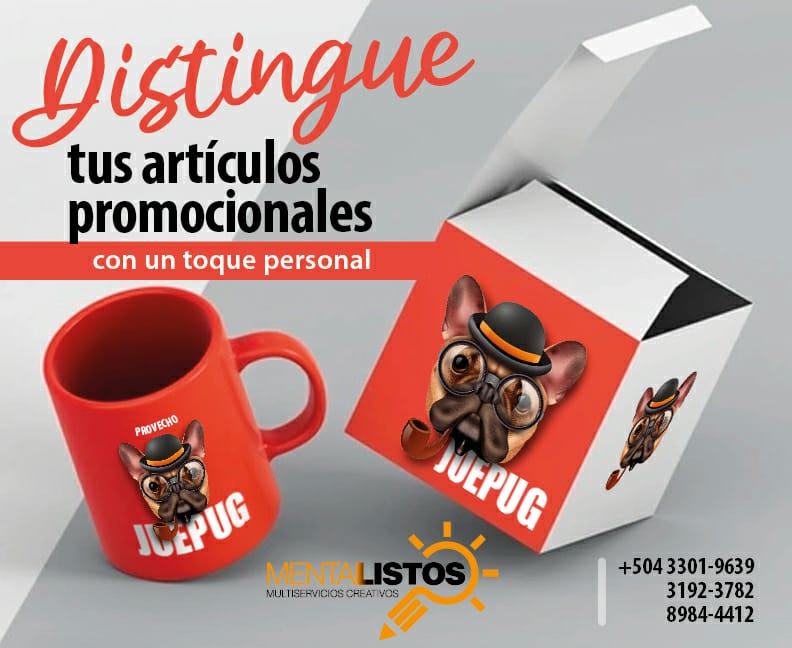 Distingue
tus artículos
promocionales
con un toque personal
PROVECHO
JOEPUG
JOEPUG
MENTALISTOS
MULTISERVICIOS CREATIVOS
+504 3301-9639
3192-3782
8984-4412